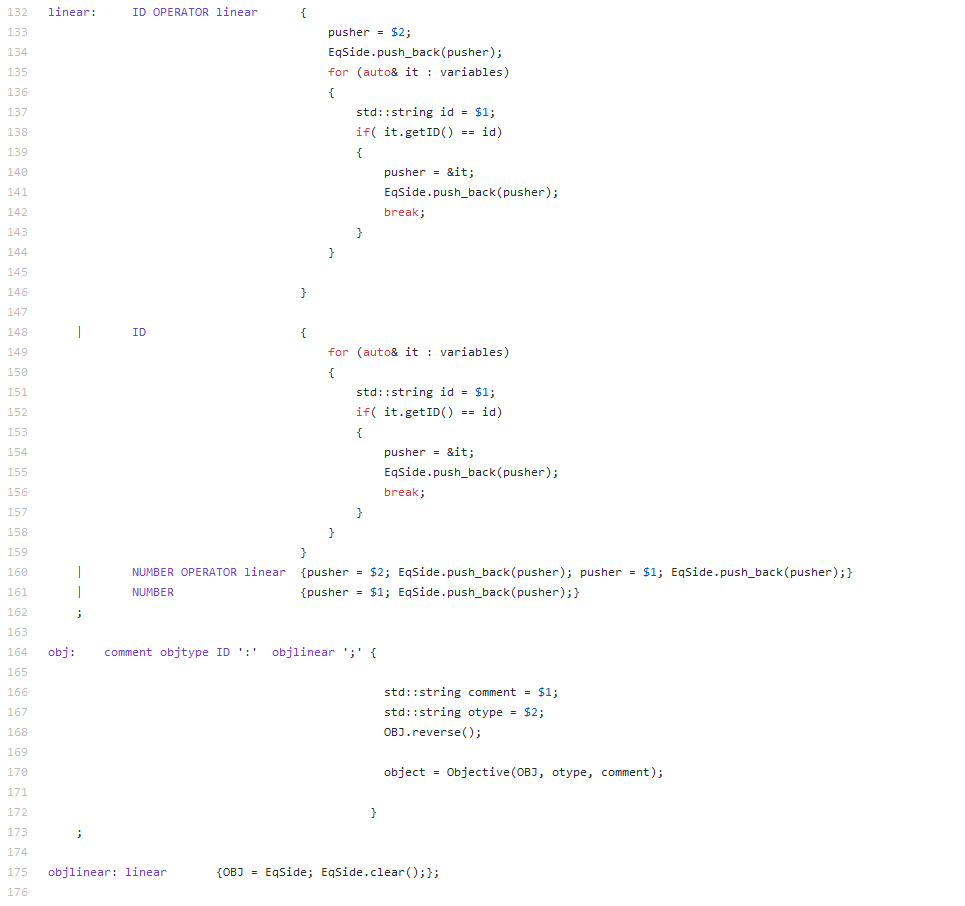 132 linear: ID OPERATOR linear {
133 pusher = $2;
134 EqSide.push_back(pusher);
135 for (auto& it : variables)
136 {
137 std::string id = $1;
138 if( it.getID() == id)
139 {
140 pusher = &it;
141 EqSide.push_back(pusher);
142 break;
143 }
144 }
145
146 }
147
148 | ID {
149 for (auto& it : variables)
150 {
151 std::string id = $1;
152 if( it.getID() == id)
153 {
154 pusher = &it;
155 EqSide.push_back(pusher);
156 break;
157 }
158 }
159 }
160 | NUMBER OPERATOR linear {pusher = $2; EqSide.push_back(pusher); pusher = $1; EqSide.push_back(pusher);}
161 | NUMBER {pusher = $1; EqSide.push_back(pusher);}
162 ;
163
164 obj: comment objtype ID ':' objlinear ';' {
165
166 std::string comment = $1;
167 std::string otype = $2;
168 OBJ.reverse();
169
170 object = Objective(OBJ, otype, comment);
171
172 }
173 ;
174
175 objlinear: linear {OBJ = EqSide; EqSide.clear();};
176